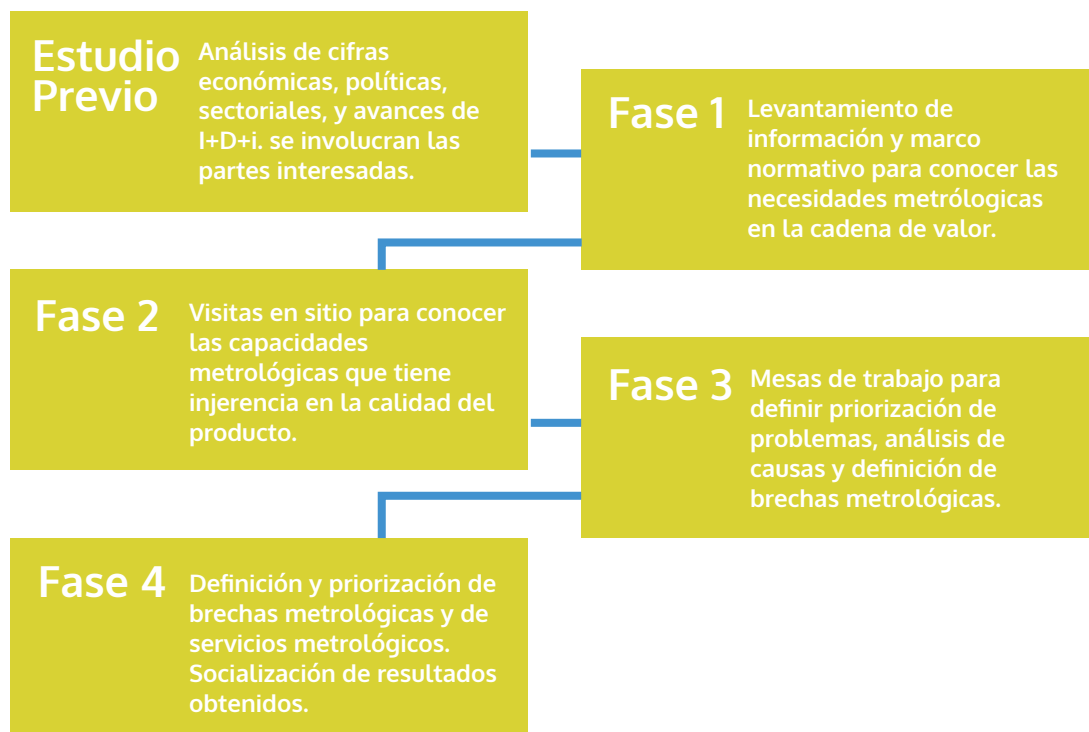 Estudio
Previo
Análisis de cifras
económicas, políticas,
sectoriales, y avances de
I+D+i. se involucran las
partes interesadas.
Fase 1
Levantamiento de
información y marco
normativo para conocer las
necesidades metrólogicas
en la cadena de valor.
Fase 2
Visitas en sitio para conocer
las capacidades
metrológicas que tiene
injerencia en la calidad del
producto.
Fase 3
Mesas de trabajo para
definir priorización de
problemas, análisis de
causas y definición de
brechas metrológicas.
Fase 4
Definición y priorización de
brechas metrológicas y de
servicios metrológicos.
Socialización de resultados
obtenidos.